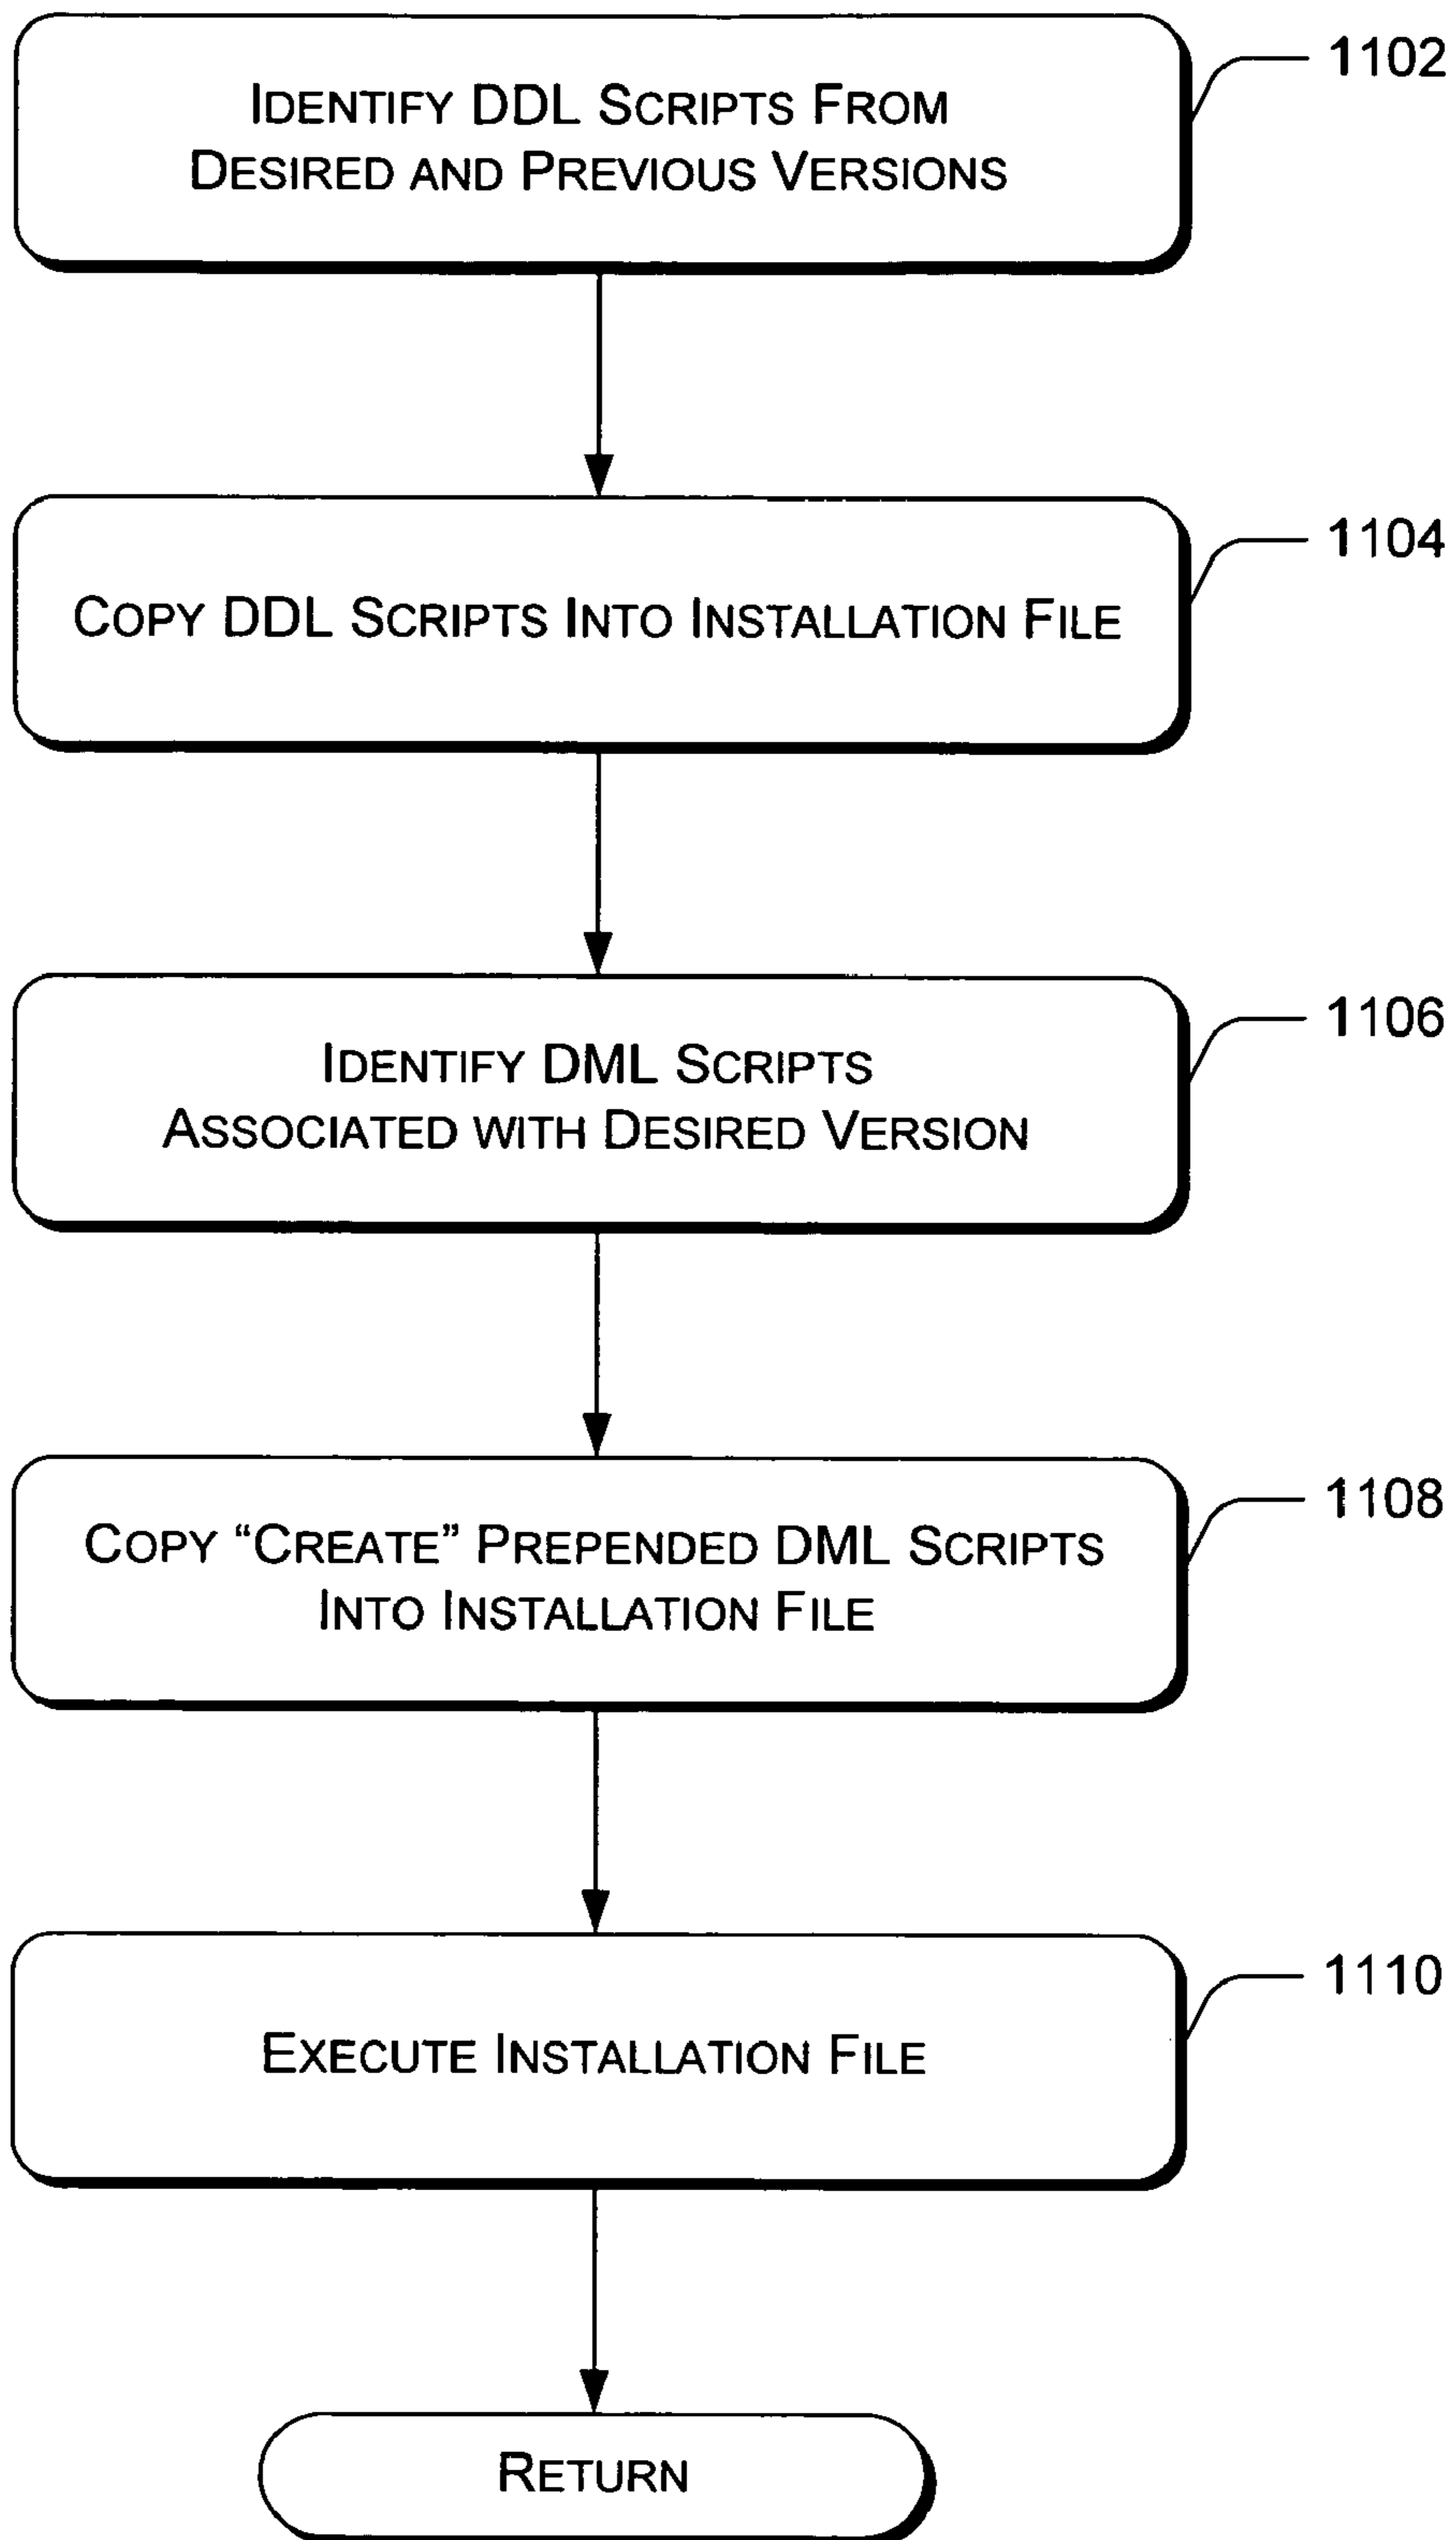 IDENTIFY DDL SCRIPTS FROM
DESIRED AND PREVIOUS VERSIONS
1102
COPY DDL SCRIPTS INTO INSTALLATION FILE
1104
IDENTIFY DML SCRIPTS
ASSOCIATED WITH DESIRED VERSION
1106
COPY “CREATE” PREPENDED DML SCRIPTS
INTO INSTALLATION FILE
1108
EXECUTE INSTALLATION FILE
1110
RETURN